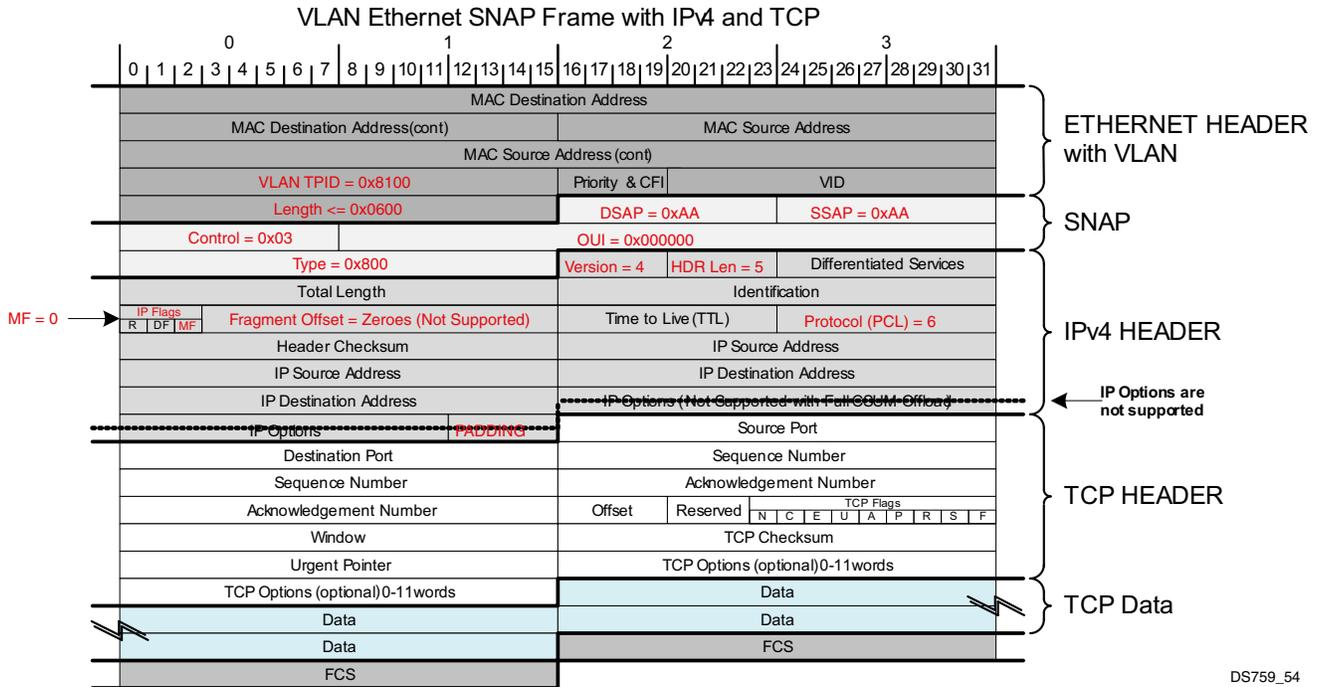 VLAN Ethernet SNAP Frame with IPv4 and TCP
0 1 2 3
0 1 2 3 4 5 6 7 8 9 10 11 12 13 14 15 16 17 18 19 20 21 22 23 24 25 26 27 28 29 30 31
MAC Destination Address
MAC Destination Address(cont) MAC Source Address
MAC Source Address (cont)
VLAN TPID = 0x8100 Priority & CFI VID
ETHERNET HEADER
with VLAN
Length <= 0x0600 DSAP = 0xAA SSAP = 0xAA
SNAP
Control = 0x03 OUI = 0x000000
Type = 0x800 Version = 4 HDR Len = 5 Differentiated Services
Total Length Identification
MF = 0
IP Flags
R DF MF
Fragment Offset = Zeroes (Not Supported) Time to Live (TTL) Protocol (PCL) = 6
IPv4 HEADER
Header Checksum IP Source Address
IP Source Address IP Destination Address
IP Destination Address IP Options (Not Supported with Full CSUM Offload)
IP Options are
not supported
IP Options PADDING Source Port
Destination Port Sequence Number
Sequence Number Acknowledgement Number
TCP HEADER
Acknowledgement Number Offset Reserved
TCP Flags
N C E U A P R S F
Window TCP Checksum
Urgent Pointer TCP Options (optional) 0-11words
TCP Options (optional) 0-11words Data
TCP Data
Data Data
Data FCS
FCS
DS759_54